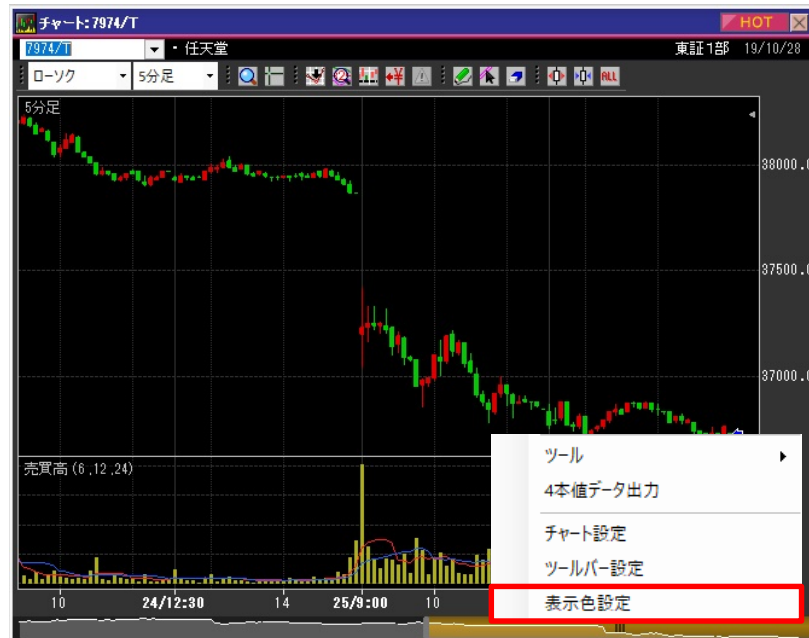 チャート:7974/T
HOT
7974/T ・任天堂 東証1部 19/10/28
ローソク 5分足 ALL
5分足
38000.0
37500.0
37000.0
売買高(6,12,24)
ツール
4本値データ出力
チャート設定
ツールバー設定
表示色設定
10 24/12:30 14 25/9:00 10